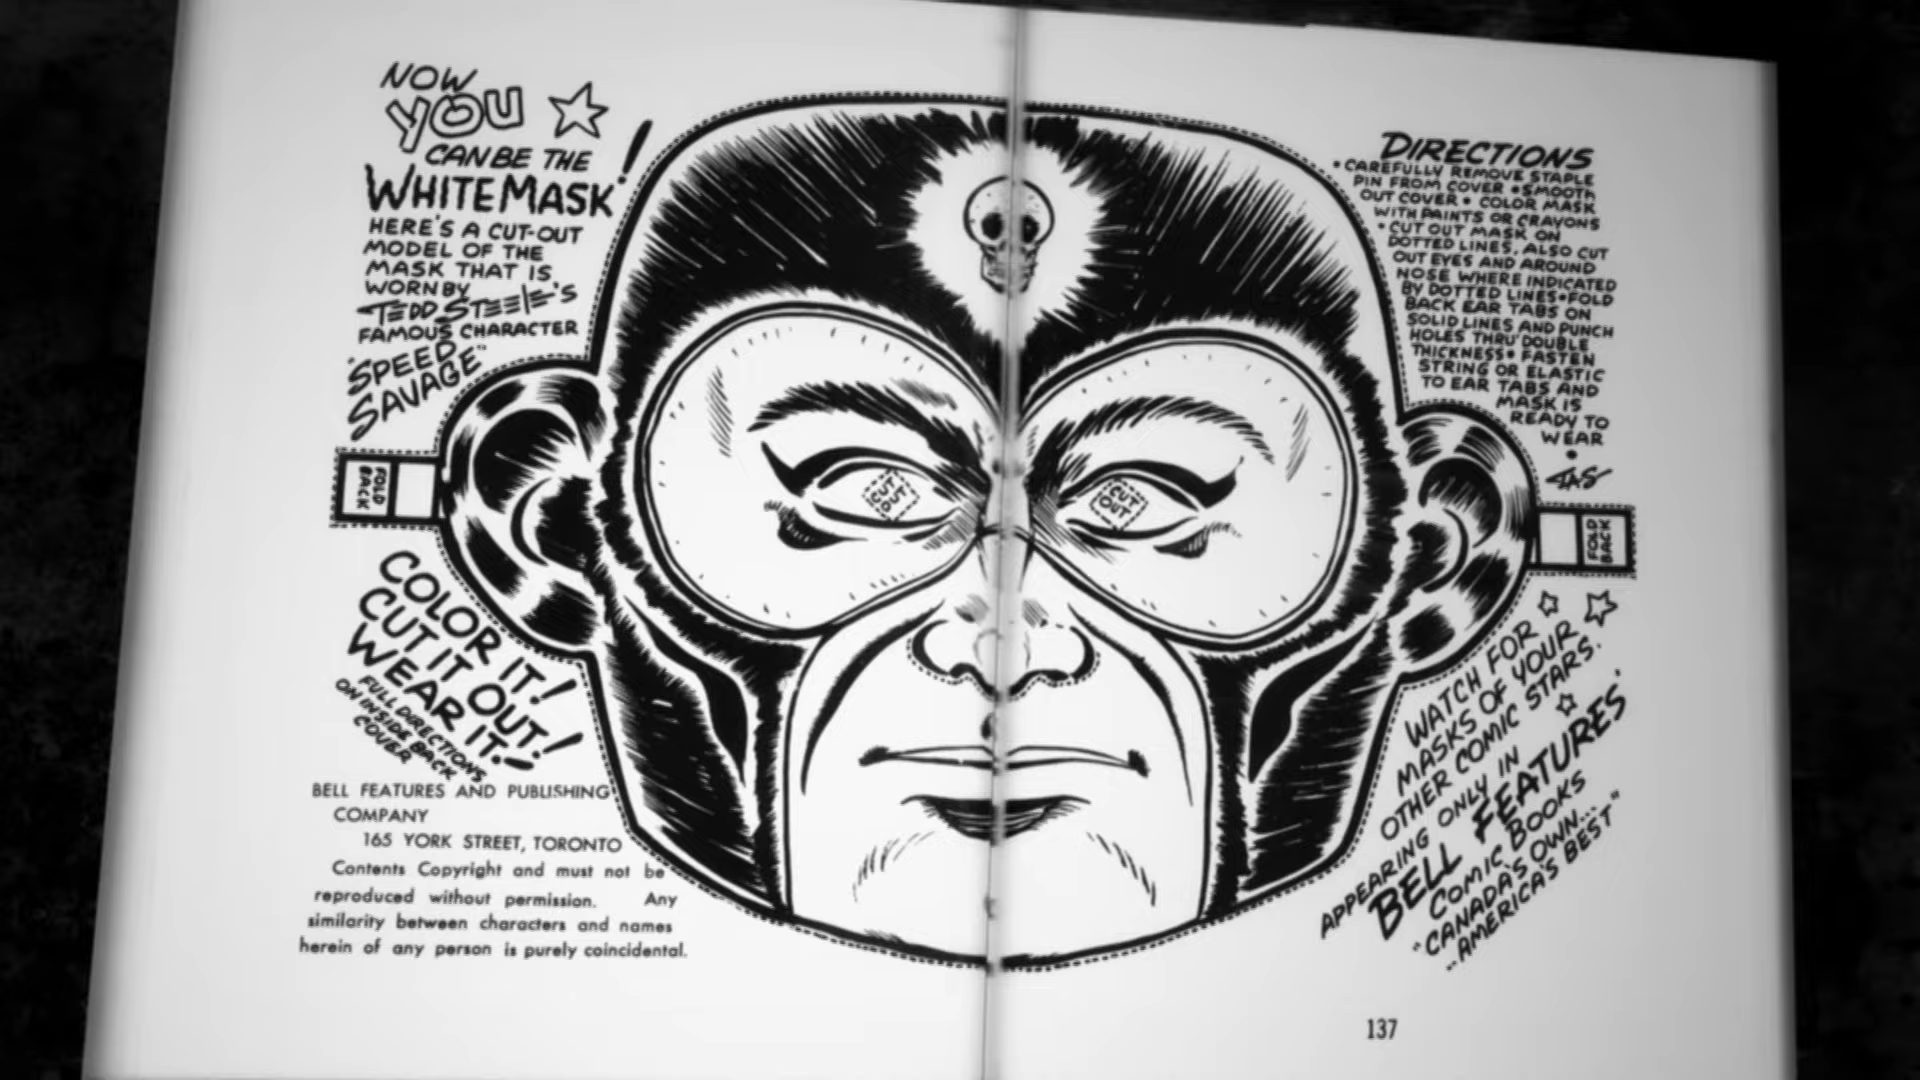 NOW
YOU
CAN BE THE
WHITE MASK!
HERE'S A CUT-OUT
MODEL OF THE
MASK THAT IS
WORN BY
TEDD STEELE'S
FAMOUS CHARACTER
"SPEED
SAVAGE"
FOLD
BACK
COLOR IT!
CUT IT OUT!
WEAR IT!
FULL DIRECTIONS
ON INSIDE BACK
COVER
BELL FEATURES AND PUBLISHING
COMPANY
165 YORK STREET, TORONTO
Contents Copyright and must not be
reproduced without permission. Any
similarity between characters and names
herein of any person is purely coincidental.
CUT
OUT
CUT
OUT
DIRECTIONS
• CAREFULLY REMOVE STAPLE
PIN FROM COVER • SMOOTH
OUT COVER • COLOR MASK
WITH PAINTS OR CRAYONS
• CUT OUT MASK ON
DOTTED LINES, ALSO CUT
OUT EYES AND AROUND
NOSE WHERE INDICATED
BY DOTTED LINES • FOLD
BACK EAR TABS ON
SOLID LINES AND PUNCH
HOLES THRU' DOUBLE
THICKNESS • FASTEN
STRING OR ELASTIC
TO EAR TABS AND
MASK IS
READY TO
WEAR
•
TAS
FOLD
BACK
WATCH FOR
MASKS OF YOUR
OTHER COMIC STARS.
APPEARING ONLY IN
BELL FEATURES'
COMIC BOOKS
"CANADA'S OWN...
..AMERICA'S BEST"
137